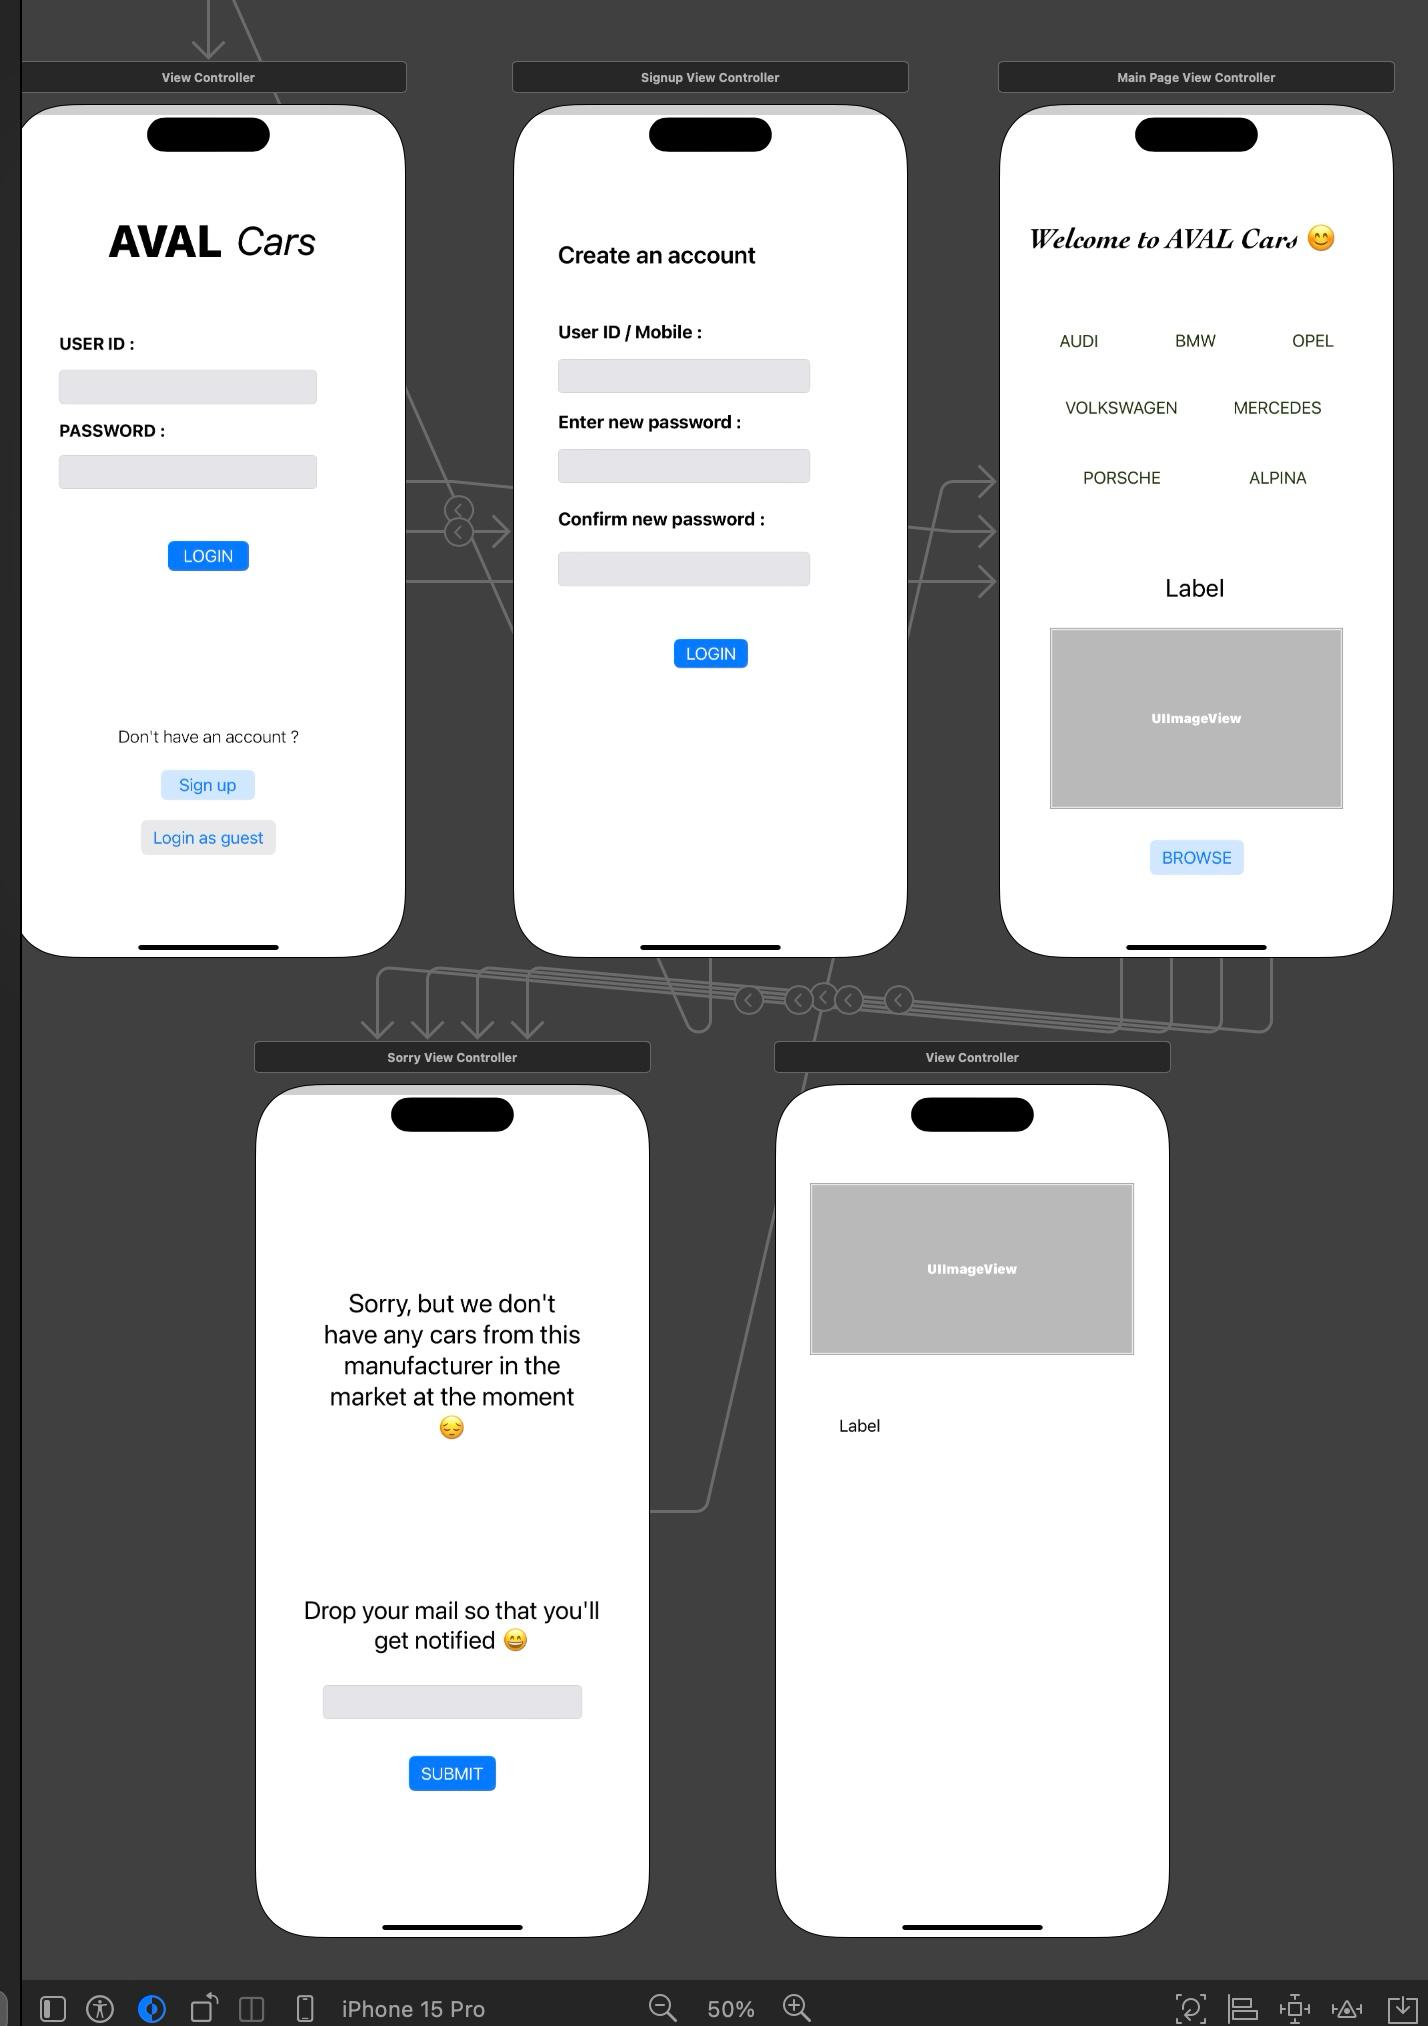 View Controller
Signup View Controller
Main Page View Controller
AVAL Cars
USER ID :
PASSWORD :
LOGIN
Don't have an account ?
Sign up
Login as guest
Create an account
User ID / Mobile :
Enter new password :
Confirm new password :
LOGIN
Welcome to AVAL Cars 😊
AUDI BMW OPEL
VOLKSWAGEN MERCEDES
PORSCHE ALPINA
Label
UIImageView
BROWSE
Sorry View Controller
View Controller
Sorry, but we don't
have any cars from this
manufacturer in the
market at the moment
😔
Drop your mail so that you'll
get notified 😄
SUBMIT
UIImageView
Label
iPhone 15 Pro
50%